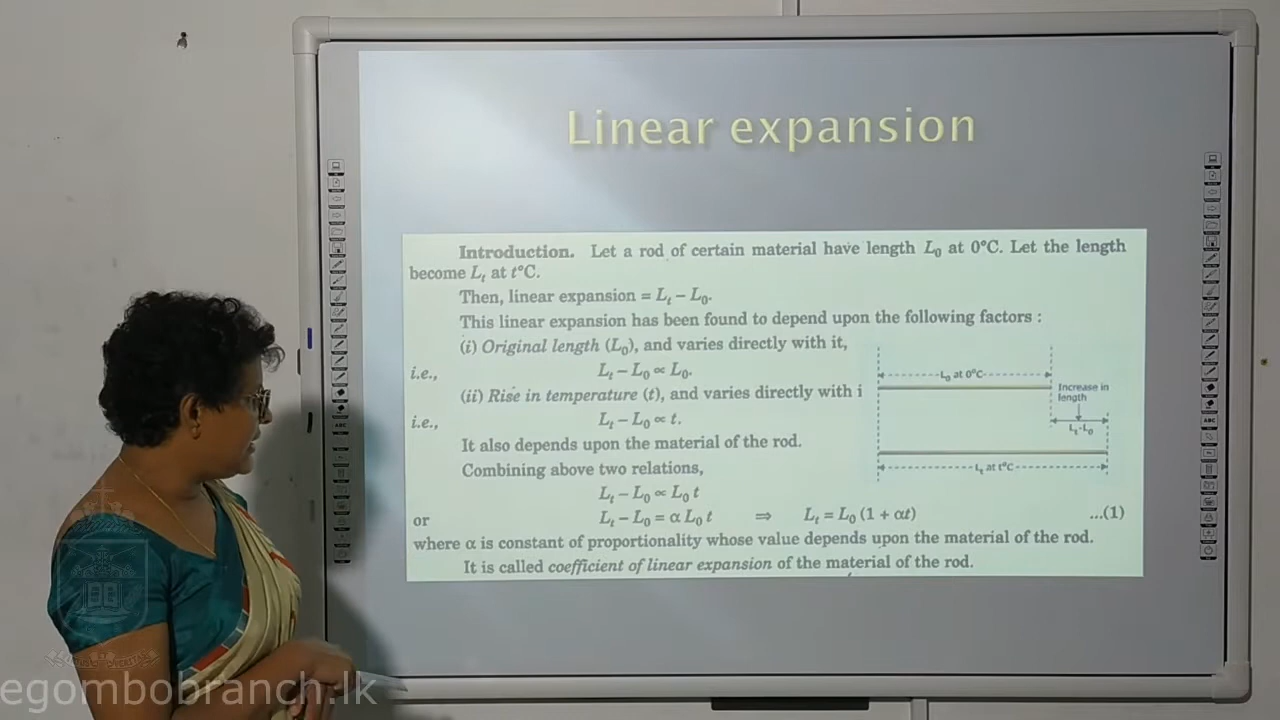 Linear expansion
Introduction. Let a rod of certain material have length L₀ at 0°C. Let the length
become Lₜ at t°C.
Then, linear expansion = Lₜ – L₀.
This linear expansion has been found to depend upon the following factors :
(i) Original length (L₀), and varies directly with it,
i.e., Lₜ – L₀ ∝ L₀.
(ii) Rise in temperature (t), and varies directly with i
i.e., Lₜ – L₀ ∝ t.
It also depends upon the material of the rod.
Combining above two relations,
Lₜ – L₀ ∝ L₀ t
or Lₜ – L₀ = α L₀ t ⇒ Lₜ = L₀ (1 + αt) ...(1)
where α is constant of proportionality whose value depends upon the material of the rod.
It is called coefficient of linear expansion of the material of the rod.
L₀ at 0°C
Increase in
length
Lₜ-L₀
Lₜ at t°C
egombobranch.lk